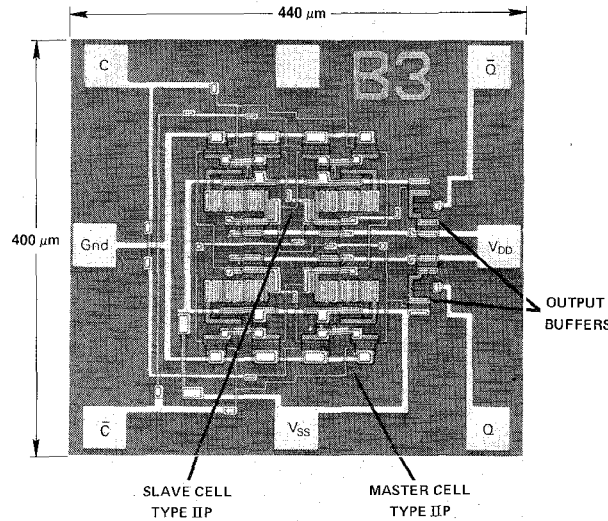 440 μm
C
B3
Q̄
400 μm
Gnd
V_DD
OUTPUT
BUFFERS
C̄
V_SS
Q
SLAVE CELL
TYPE IIP
MASTER CELL
TYPE IIP